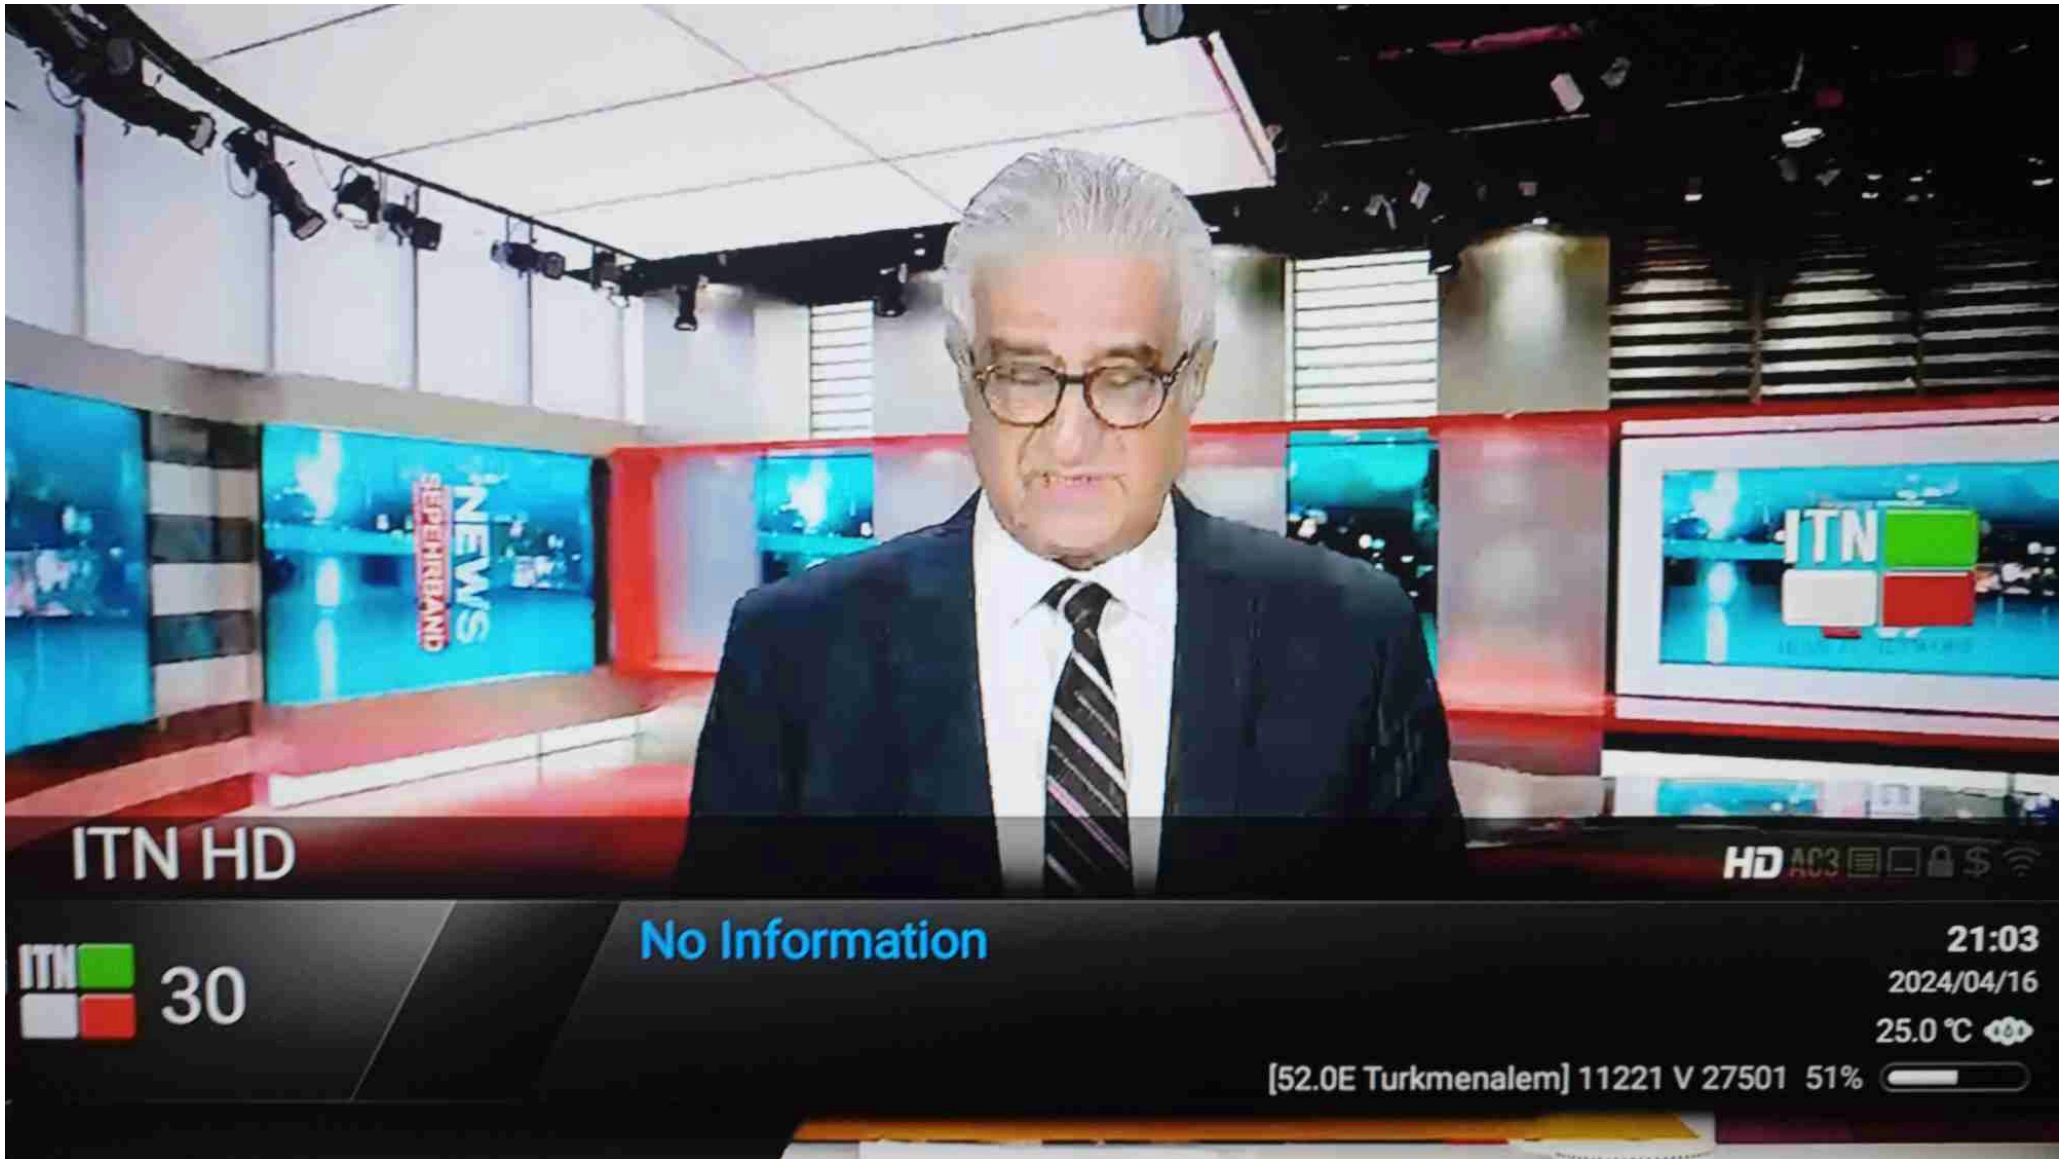 NEWS
SEPEHRBAND
ITN
ITN HD
HD AC3 $
ITN 30
No Information
21:03
2024/04/16
25.0 °C
[52.0E Turkmenalem] 11221 V 27501 51%